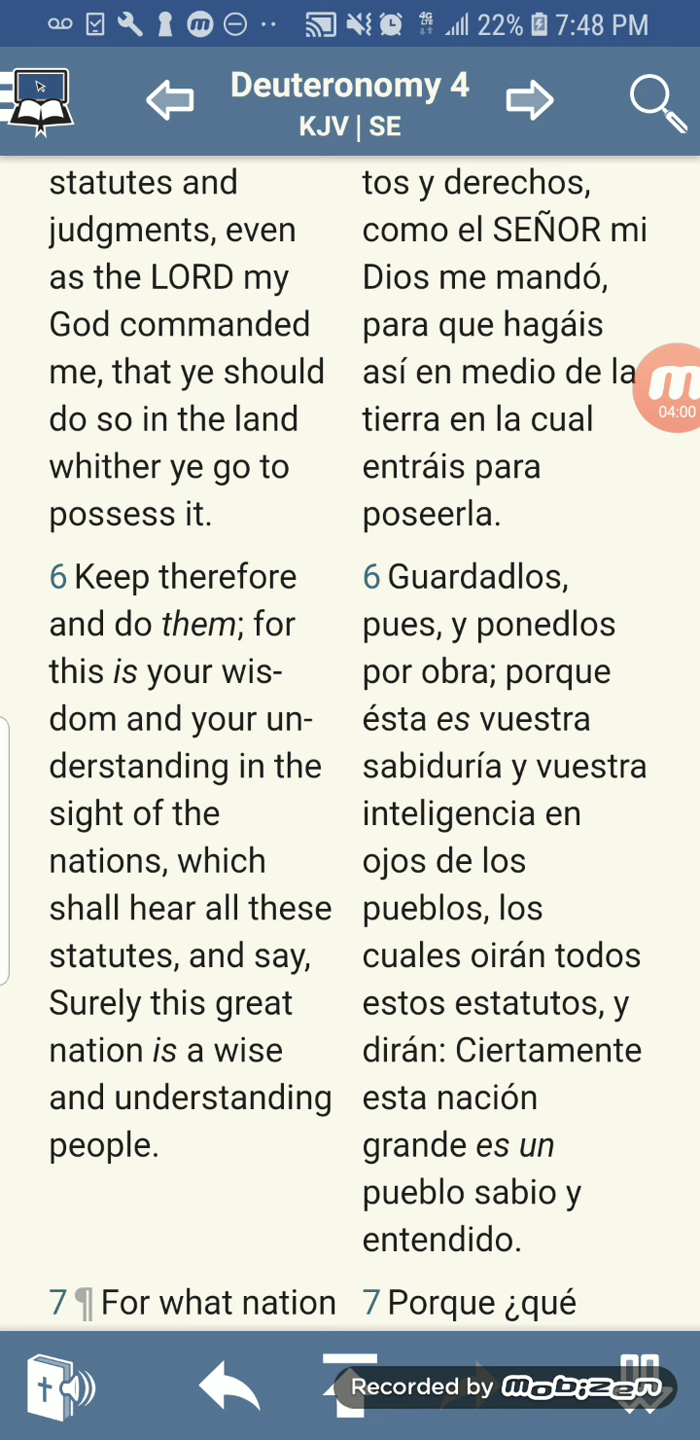 22% 7:48 PM
Deuteronomy 4
KJV | SE
statutes and
judgments, even
as the LORD my
God commanded
me, that ye should
do so in the land
whither ye go to
possess it.
6 Keep therefore
and do them; for
this is your wis-
dom and your un-
derstanding in the
sight of the
nations, which
shall hear all these
statutes, and say,
Surely this great
nation is a wise
and understanding
people.
7 ¶ For what nation
tos y derechos,
como el SEÑOR mi
Dios me mandó,
para que hagáis
así en medio de la
tierra en la cual
entráis para
poseerla.
6 Guardadlos,
pues, y ponedlos
por obra; porque
ésta es vuestra
sabiduría y vuestra
inteligencia en
ojos de los
pueblos, los
cuales oirán todos
estos estatutos, y
dirán: Ciertamente
esta nación
grande es un
pueblo sabio y
entendido.
7 Porque ¿qué
m
04:00
Recorded by mobizen